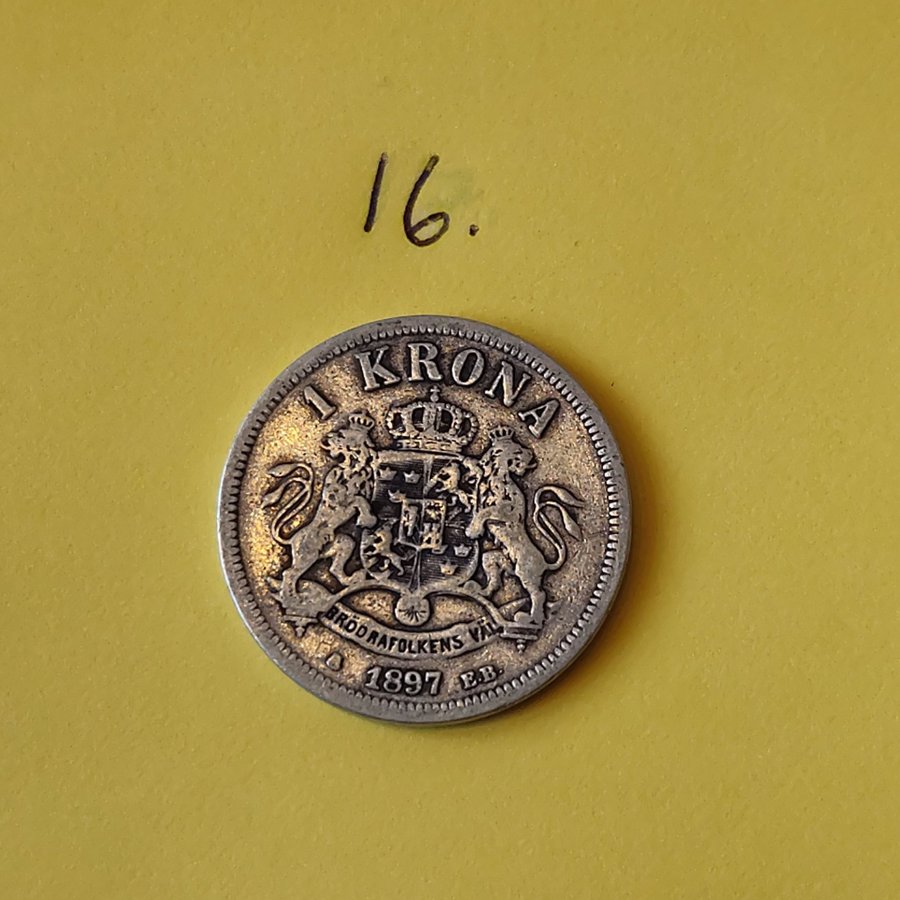 16.
1 KRONA
BRÖDRAFOLKENS VÄL
1897 E.B.